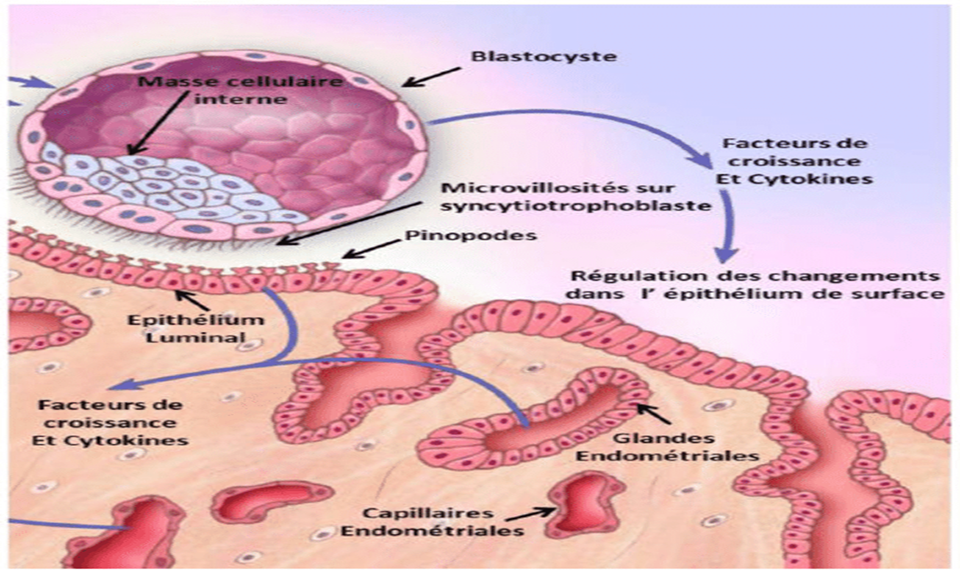 Blastocyste
Masse cellulaire
interne
Facteurs de
croissance
Et Cytokines
Microvillosités sur
syncytiotrophoblaste
Pinopodes
Régulation des changements
dans l' épithélium de surface
Epithélium
Luminal
Facteurs de
croissance
Et Cytokines
Glandes
Endométriales
Capillaires
Endométriales